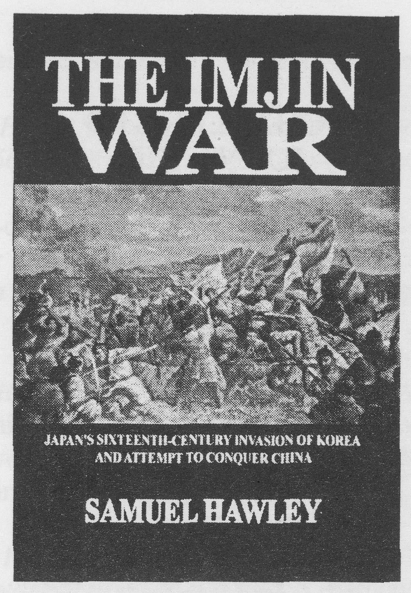 THE IMJIN
WAR
JAPAN'S SIXTEENTH-CENTURY INVASION OF KOREA
AND ATTEMPT TO CONQUER CHINA
SAMUEL HAWLEY